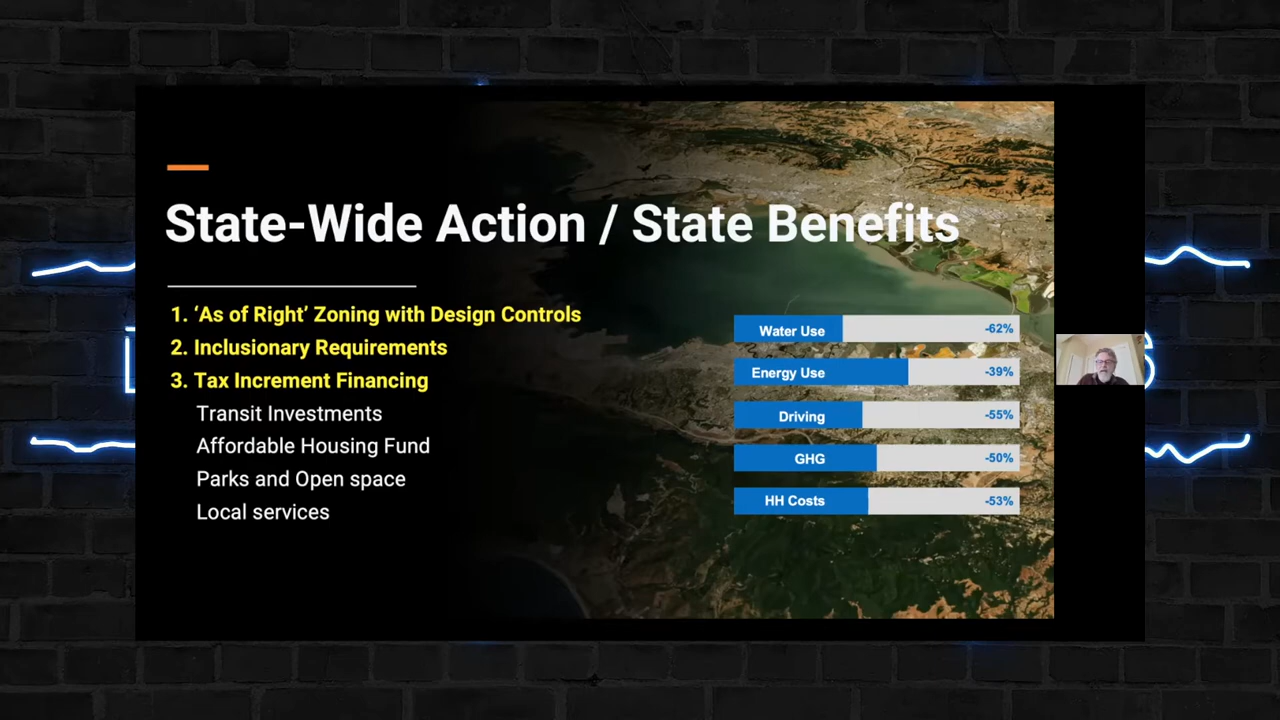 State-Wide Action / State Benefits
1. ‘As of Right’ Zoning with Design Controls
2. Inclusionary Requirements
3. Tax Increment Financing
Transit Investments
Affordable Housing Fund
Parks and Open space
Local services
Water Use -62%
Energy Use -39%
Driving -55%
GHG -50%
HH Costs -53%